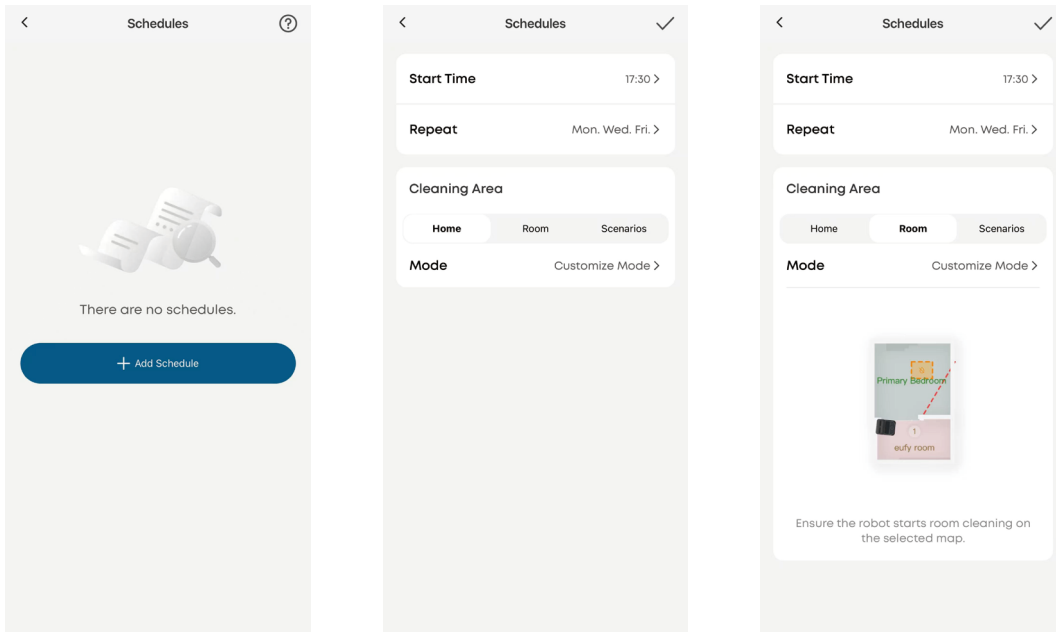 Schedules
There are no schedules.
Add Schedule
Schedules
Start Time 17:30
Repeat Mon. Wed. Fri.
Cleaning Area
Home Room Scenarios
Mode Customize Mode
Schedules
Start Time 17:30
Repeat Mon. Wed. Fri.
Cleaning Area
Home Room Scenarios
Mode Customize Mode
Primary Bedroom
1
eufy room
Ensure the robot starts room cleaning on
the selected map.